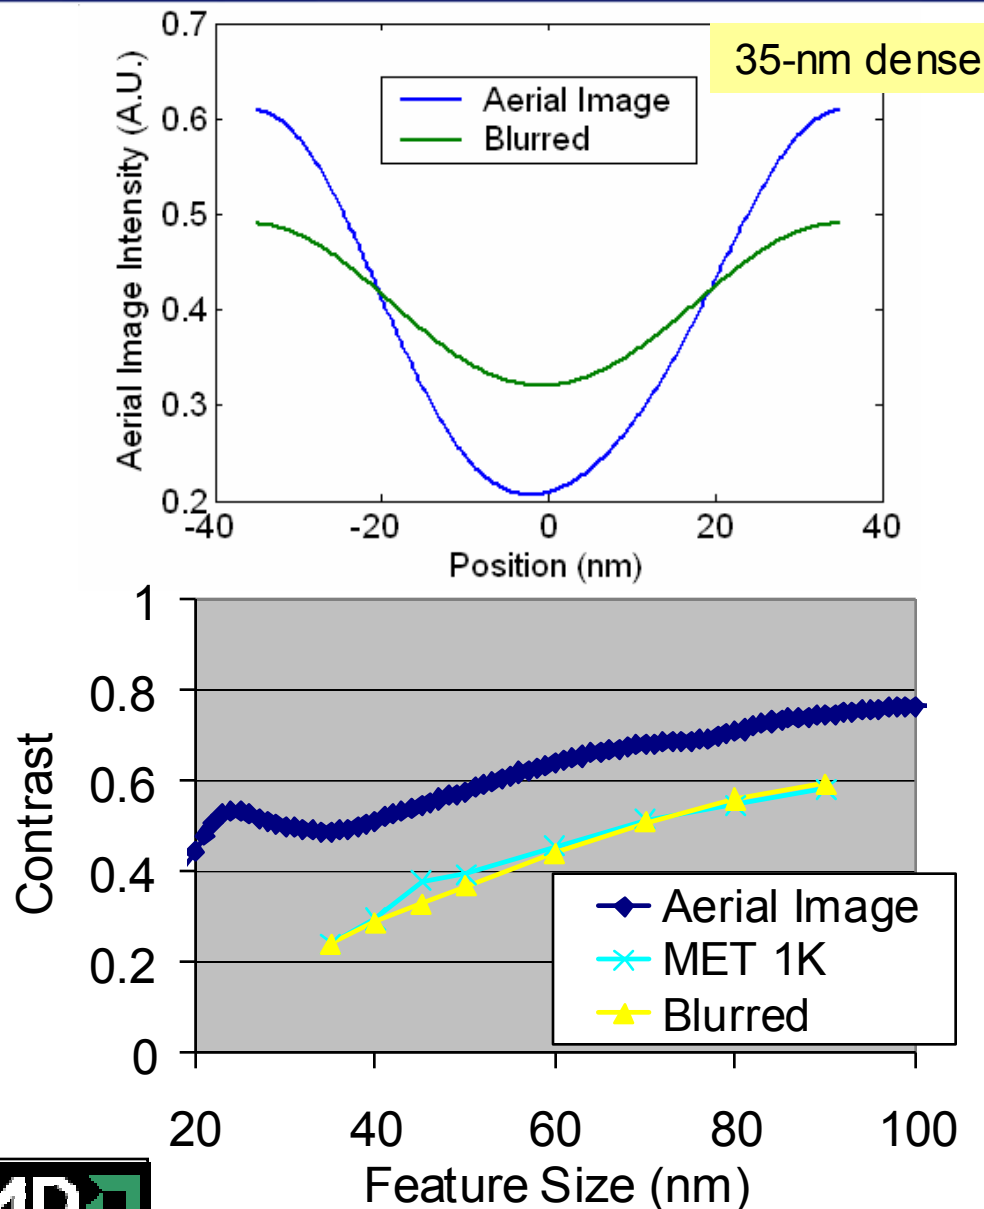 35-nm dense
0.7
0.6
0.5
0.4
0.3
0.2
Aerial Image Intensity (A.U.)
Aerial Image
Blurred
-40 -20 0 20 40
Position (nm)
1
0.8
0.6
0.4
0.2
0
Contrast
Aerial Image
MET 1K
Blurred
20 40 60 80 100
Feature Size (nm)